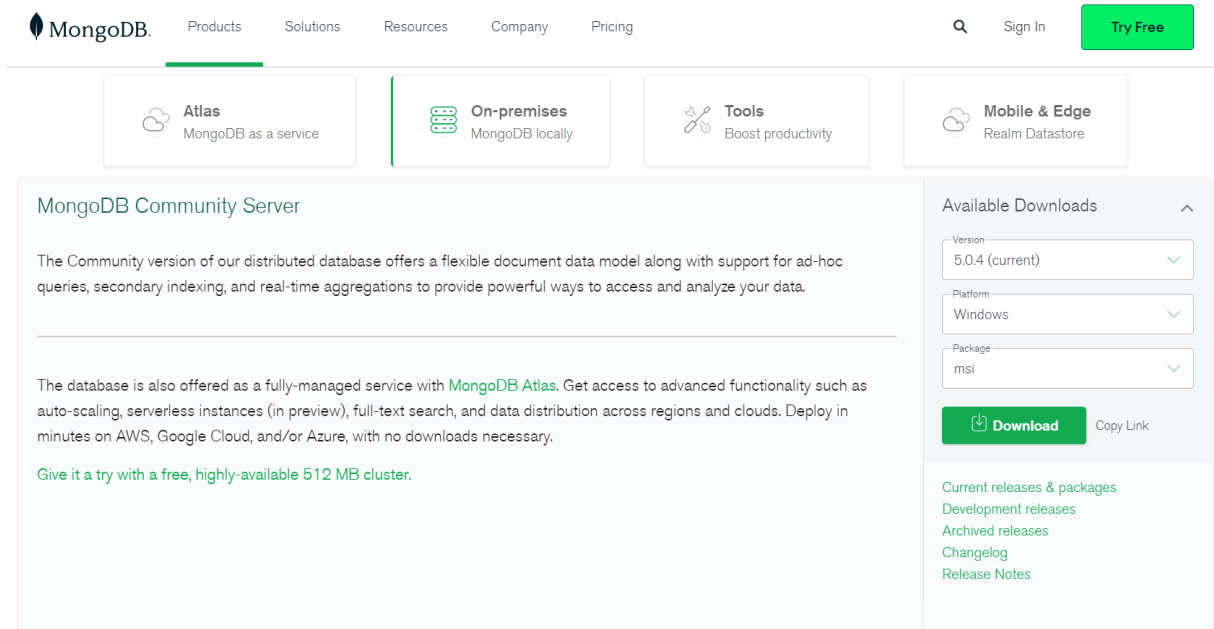 MongoDB.
Products
Solutions
Resources
Company
Pricing
Sign In
Try Free
Atlas
MongoDB as a service
On-premises
MongoDB locally
Tools
Boost productivity
Mobile & Edge
Realm Datastore
MongoDB Community Server
The Community version of our distributed database offers a flexible document data model along with support for ad-hoc
queries, secondary indexing, and real-time aggregations to provide powerful ways to access and analyze your data.
The database is also offered as a fully-managed service with MongoDB Atlas. Get access to advanced functionality such as
auto-scaling, serverless instances (in preview), full-text search, and data distribution across regions and clouds. Deploy in
minutes on AWS, Google Cloud, and/or Azure, with no downloads necessary.
Give it a try with a free, highly-available 512 MB cluster.
Available Downloads
Version
5.0.4 (current)
Platform
Windows
Package
msi
Download
Copy Link
Current releases & packages
Development releases
Archived releases
Changelog
Release Notes